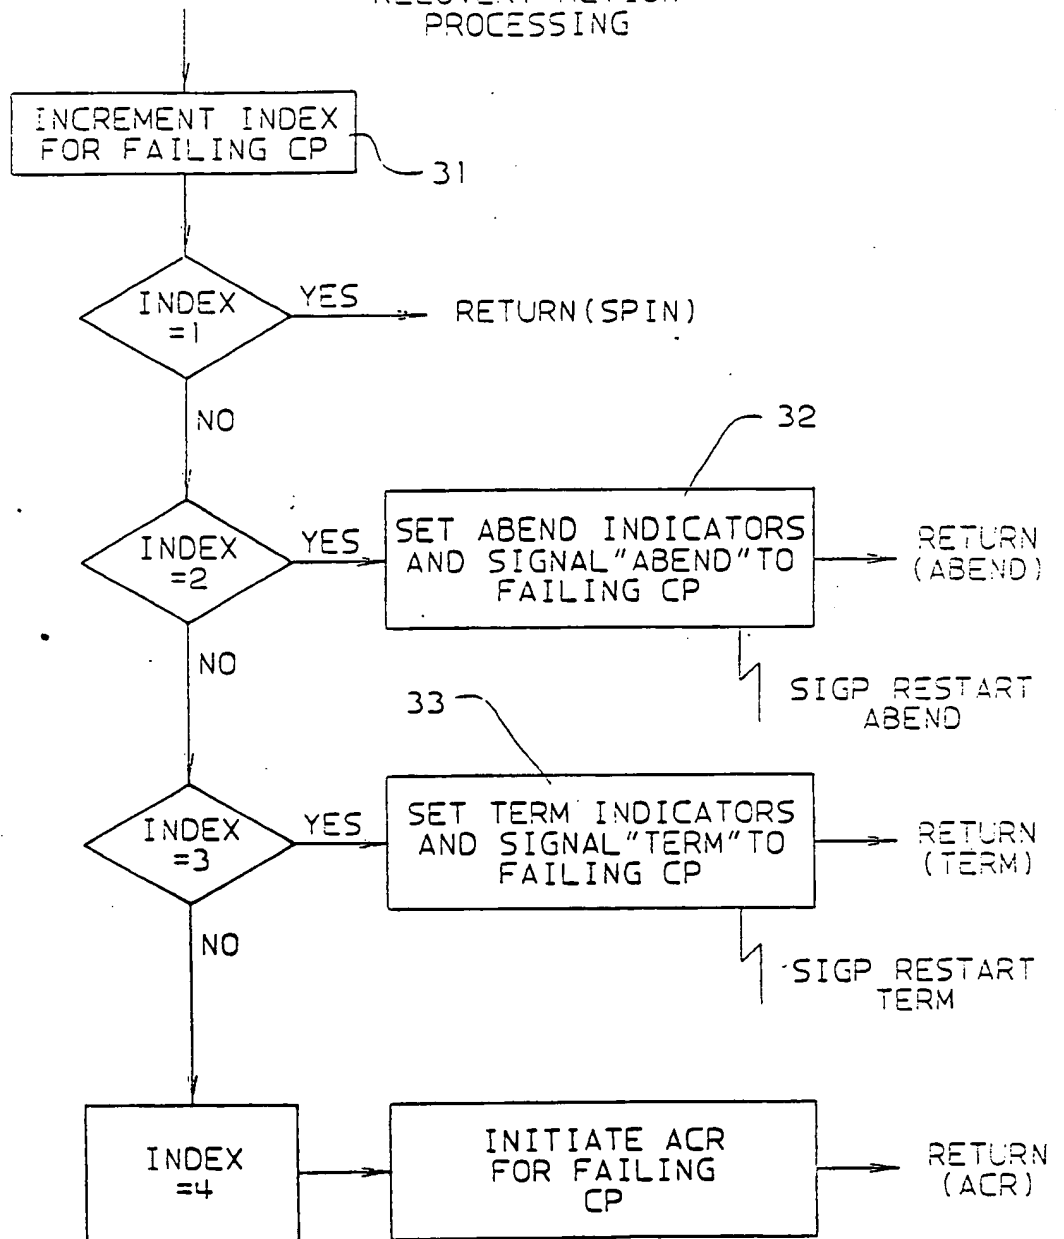 PROCESSING
INCREMENT INDEX
FOR FAILING CP
31
INDEX
=1
YES
RETURN(SPIN)
NO
32
INDEX
=2
YES
SET ABEND INDICATORS
AND SIGNAL"ABEND"TO
FAILING CP
RETURN
(ABEND)
NO
SIGP RESTART
ABEND
33
INDEX
=3
YES
SET TERM INDICATORS
AND SIGNAL"TERM"TO
FAILING CP
RETURN
(TERM)
NO
SIGP RESTART
TERM
INDEX
=4
INITIATE ACR
FOR FAILING
CP
RETURN
(ACR)